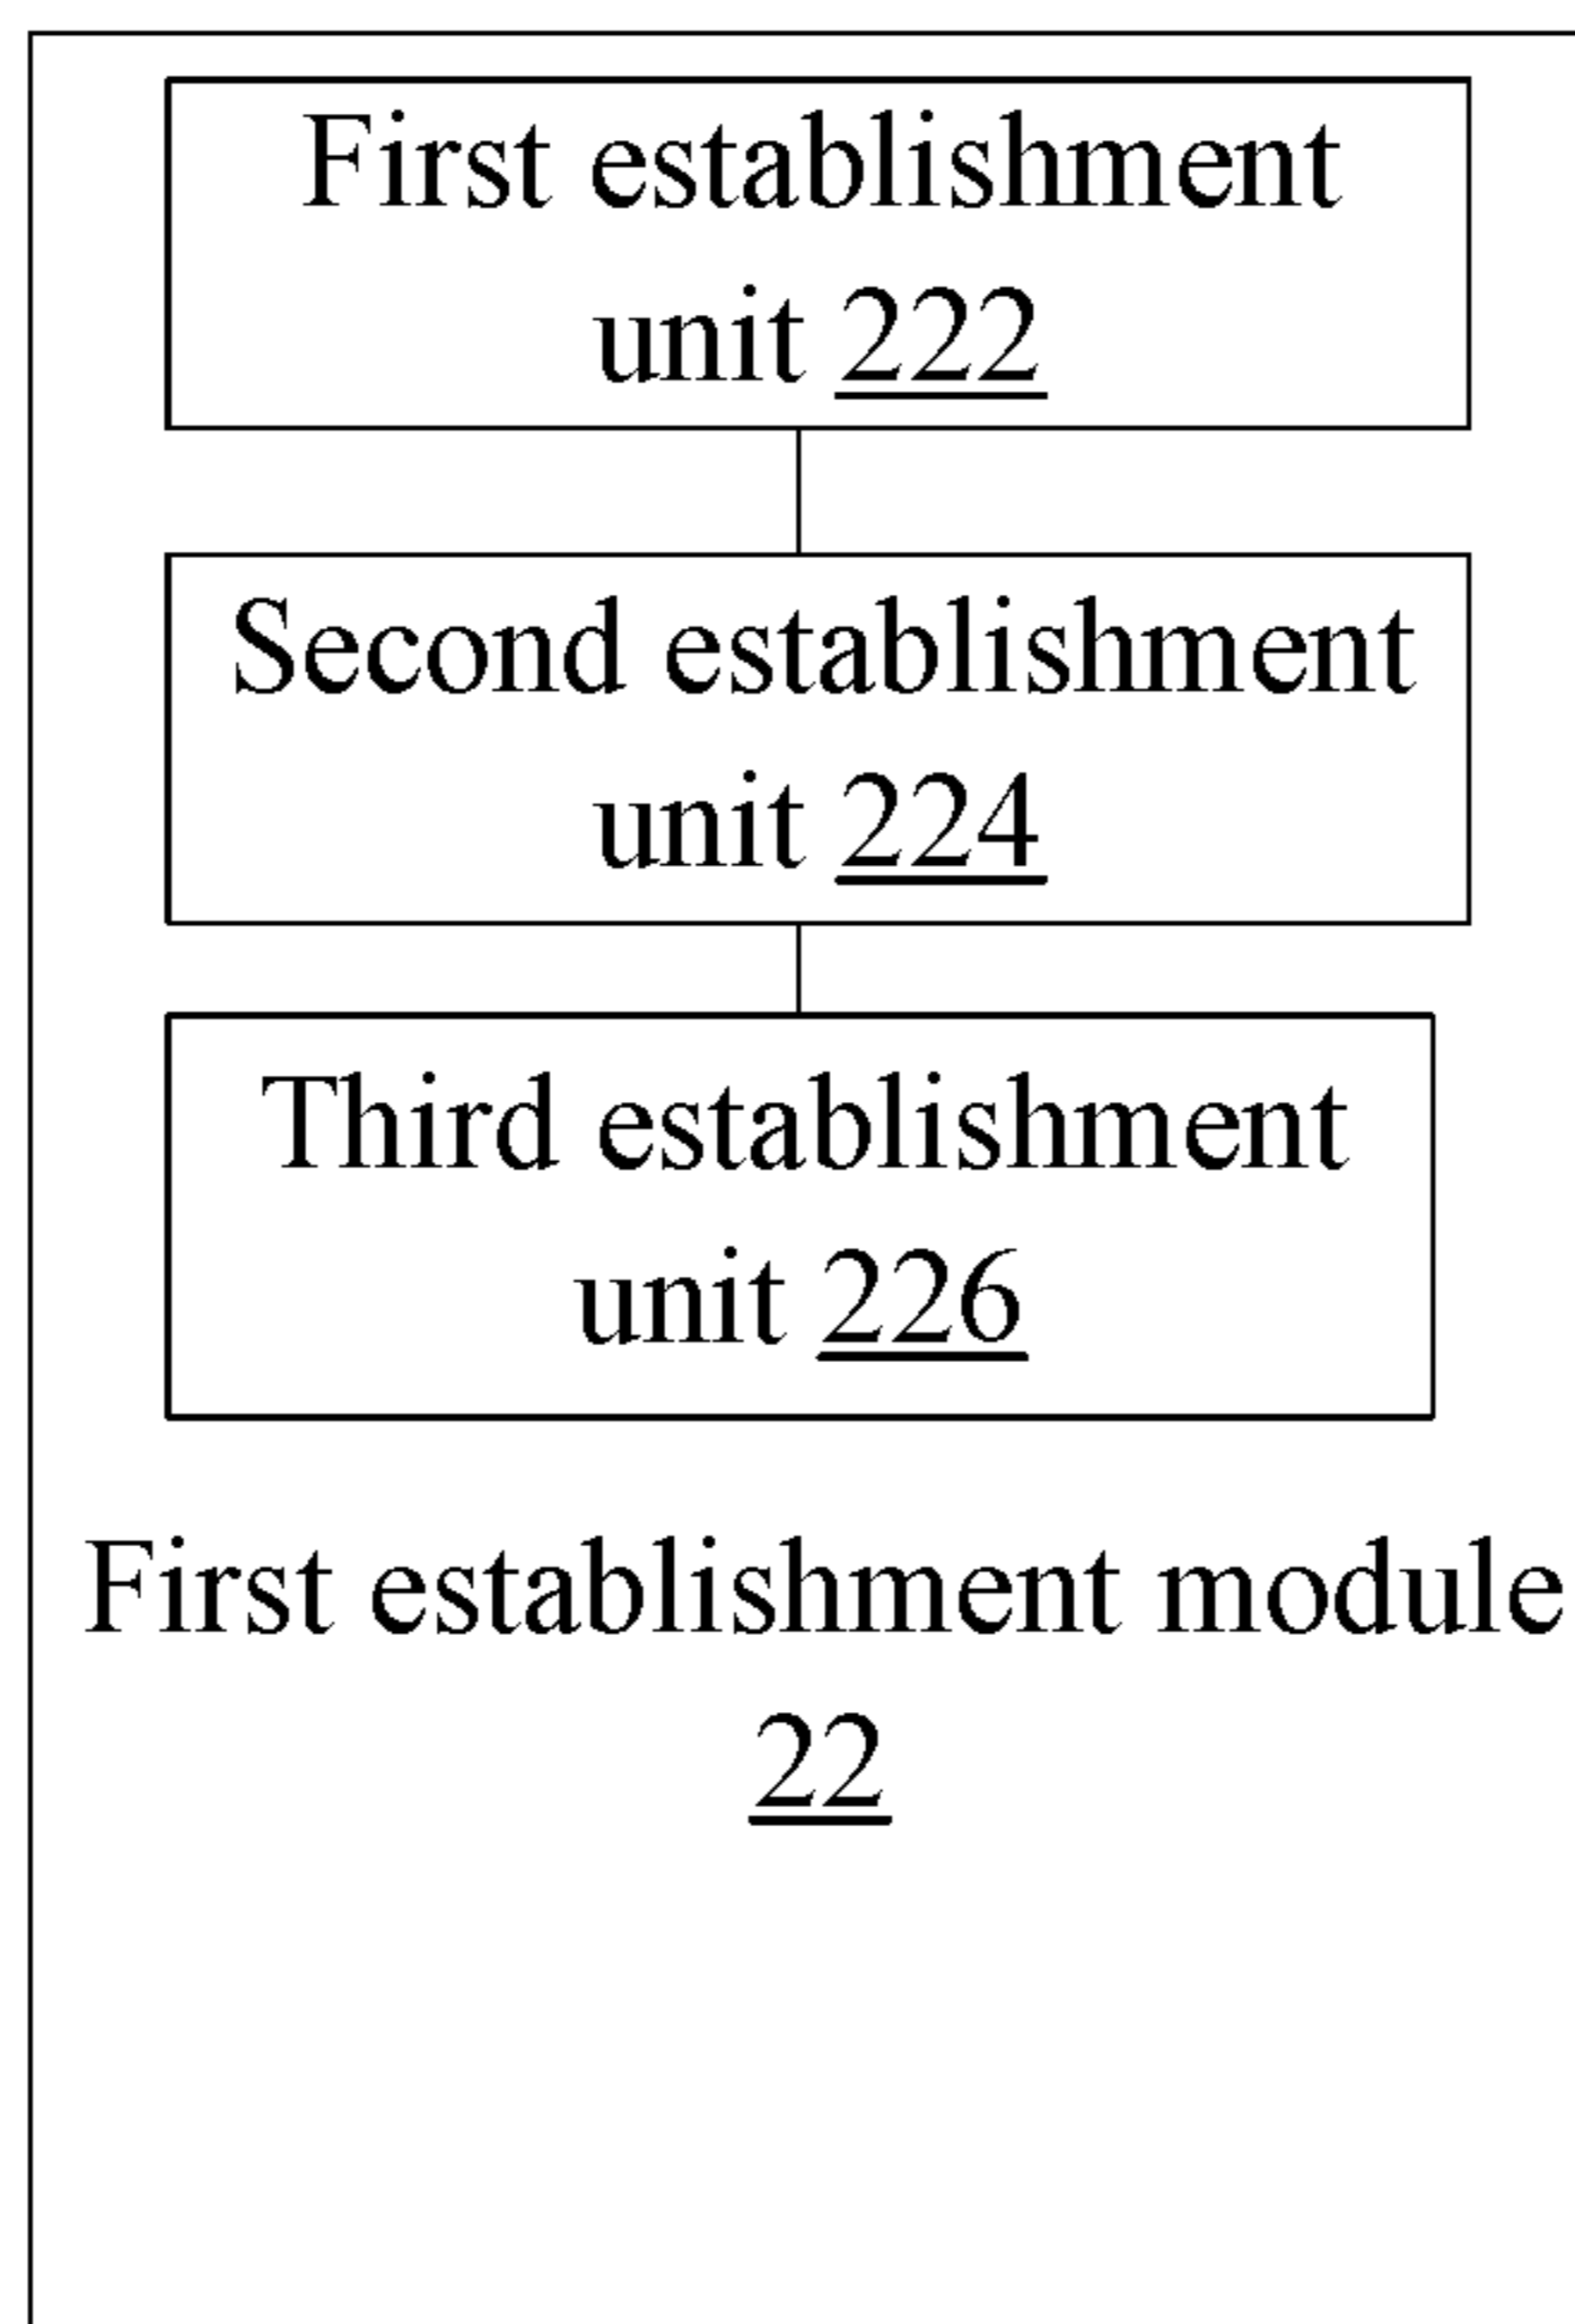 First establishment
unit 222
Second establishment
unit 224
Third establishment
unit 226
First establishment module
22